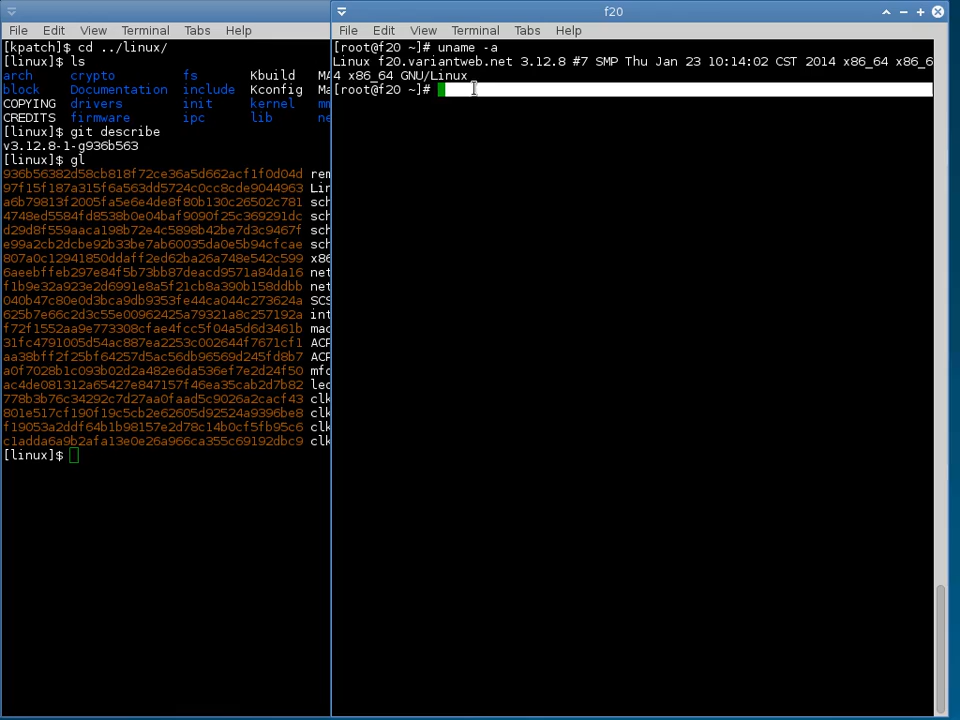 File Edit View Terminal Tabs Help
[kpatch]$ cd ../linux/
[linux]$ ls
arch crypto fs Kbuild MA
block Documentation include Kconfig Ma
COPYING drivers init kernel mm
CREDITS firmware ipc lib ne
[linux]$ git describe
v3.12.8-1-g936b563
[linux]$ gl
936b56382d58cb818f72ce36a5d662acf1f0d04d rem
97f15f187a315f6a563dd5724c0cc8cde9044963 Lin
a6b79813f2005fa5e6e4de8f80b130c26502c781 sch
4748ed5584fd8538b0e04baf9090f25c369291dc sch
d29d8f559aaca198b72e4c5898b42be7d3c9467f sch
e99a2cb2dcbe92b33be7ab60035da0e5b94cfcae sch
807a0c12941850ddaff2ed62ba26a748e542c599 x86
6aeebffeb297e84f5b73bb87deacd9571a84da16 net
f1b9e32a923e2d6991e8a5f21cb8a390b158ddbb net
040b47c80e0d3bca9db9353fe44ca044c273624a SCS
625b7e66c2d3c55e00962425a79321a8c257192a int
f72f1552aa9e773308cfae4fcc5f04a5d6d3461b mac
31fc4791054d54ac887ea2253c002644f7671cf1 ACP
aa38bff2f25bf64257d5ac56db96569d245fd8b7 ACP
a0f7028b1c093b02d2a482e6da536ef7e2d24f50 mfd
ac4de081312a65427e847157f46ea35cab2d7b82 led
778b3b76c34292c7d27aa0faad5c9026a2cacf43 clk
801e517cf190f19c5cb2e62605d92524a9396be8 clk
f19053a2ddf64b1b98157e2d78c14b0cf5fb95c6 clk
c1adda6a9b2afa13e0e26a966ca355c69192dbc9 clk
[linux]$
f20
File Edit View Terminal Tabs Help
[root@f20 ~]# uname -a
Linux f20.variantweb.net 3.12.8 #7 SMP Thu Jan 23 10:14:02 CST 2014 x86_64 x86_6
4 x86_64 GNU/Linux
[root@f20 ~]#